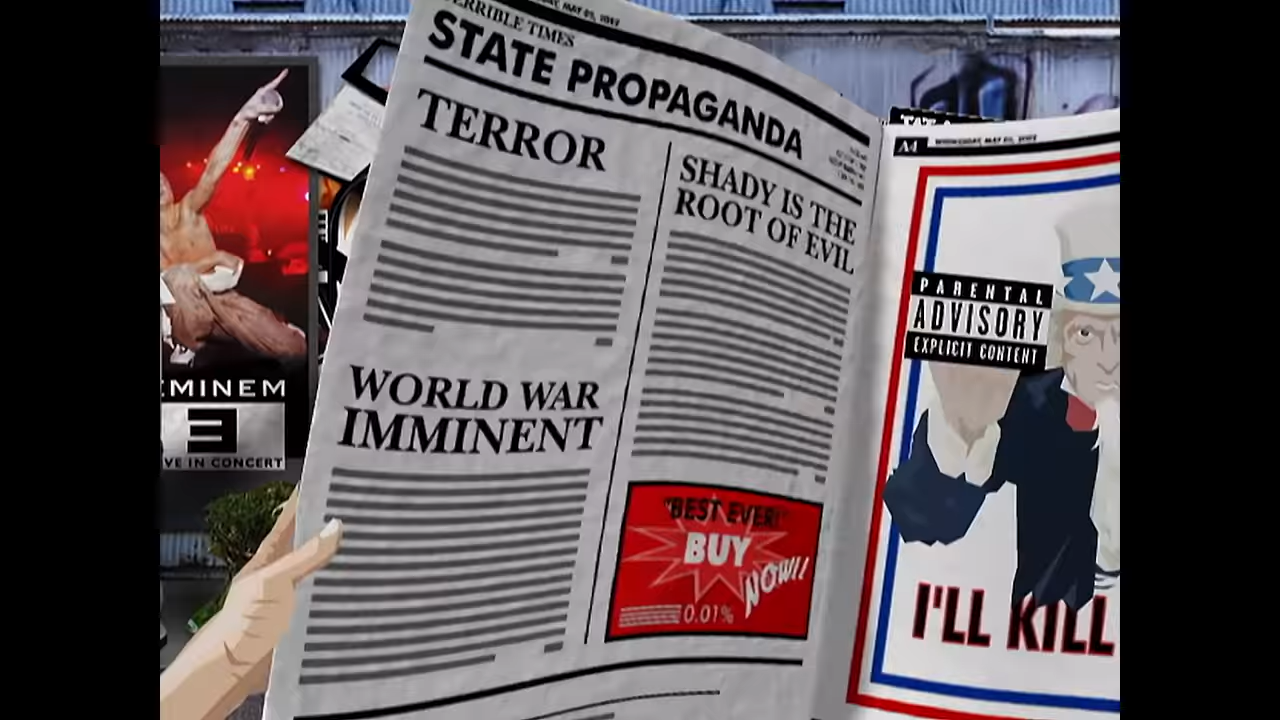 TERRIBLE TIMES
STATE PROPAGANDA
TERROR
SHADY IS THE
ROOT OF EVIL
WORLD WAR
IMMINENT
"BEST EVER!"
BUY
NOW!!
0.01%
A4
PARENTAL
ADVISORY
EXPLICIT CONTENT
I'LL KILL
EMINEM
VE IN CONCERT